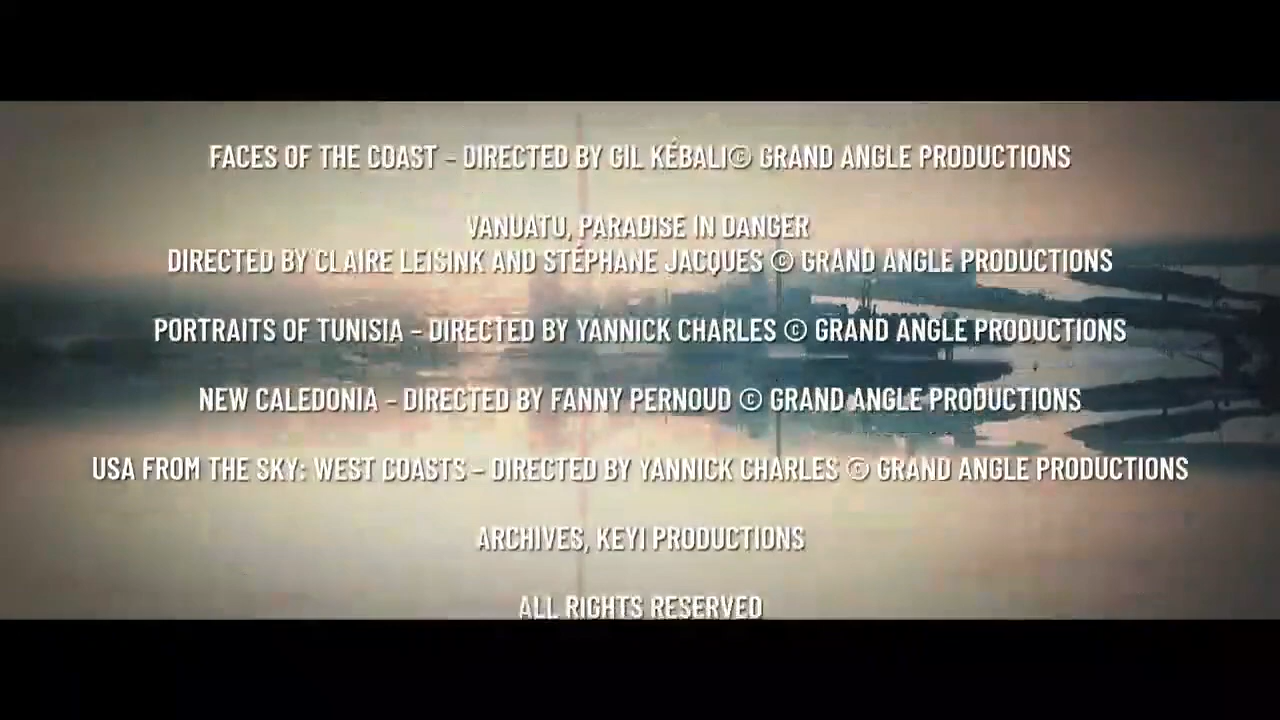 FACES OF THE COAST – DIRECTED BY GIL KÉBALI© GRAND ANGLE PRODUCTIONS
VANUATU, PARADISE IN DANGER
DIRECTED BY CLAIRE LEISINK AND STÉPHANE JACQUES © GRAND ANGLE PRODUCTIONS
PORTRAITS OF TUNISIA – DIRECTED BY YANNICK CHARLES © GRAND ANGLE PRODUCTIONS
NEW CALEDONIA – DIRECTED BY FANNY PERNOUD © GRAND ANGLE PRODUCTIONS
USA FROM THE SKY: WEST COASTS – DIRECTED BY YANNICK CHARLES © GRAND ANGLE PRODUCTIONS
ARCHIVES, KEYI PRODUCTIONS
ALL RIGHTS RESERVED